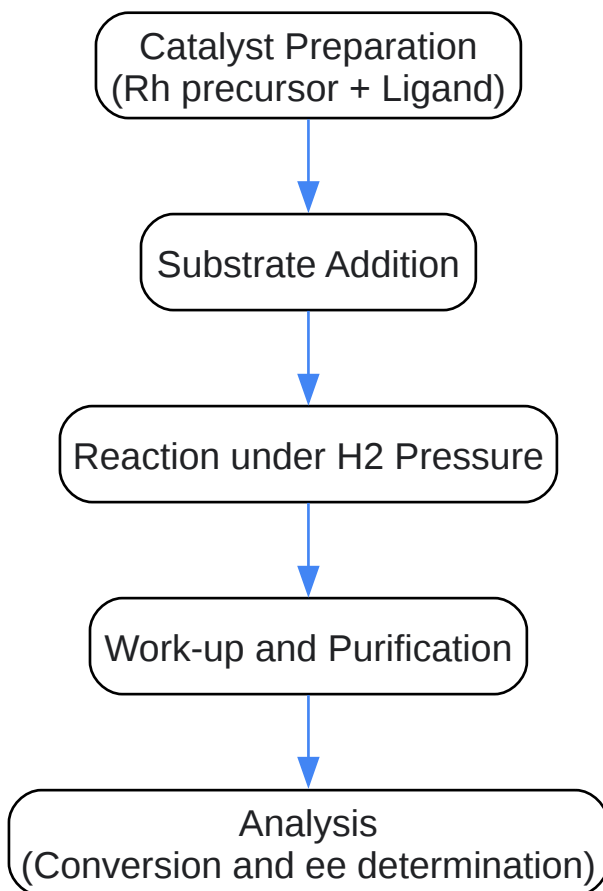 Catalyst Preparation
(Rh precursor + Ligand)
Substrate Addition
Reaction under H2 Pressure
Work-up and Purification
Analysis
(Conversion and ee determination)